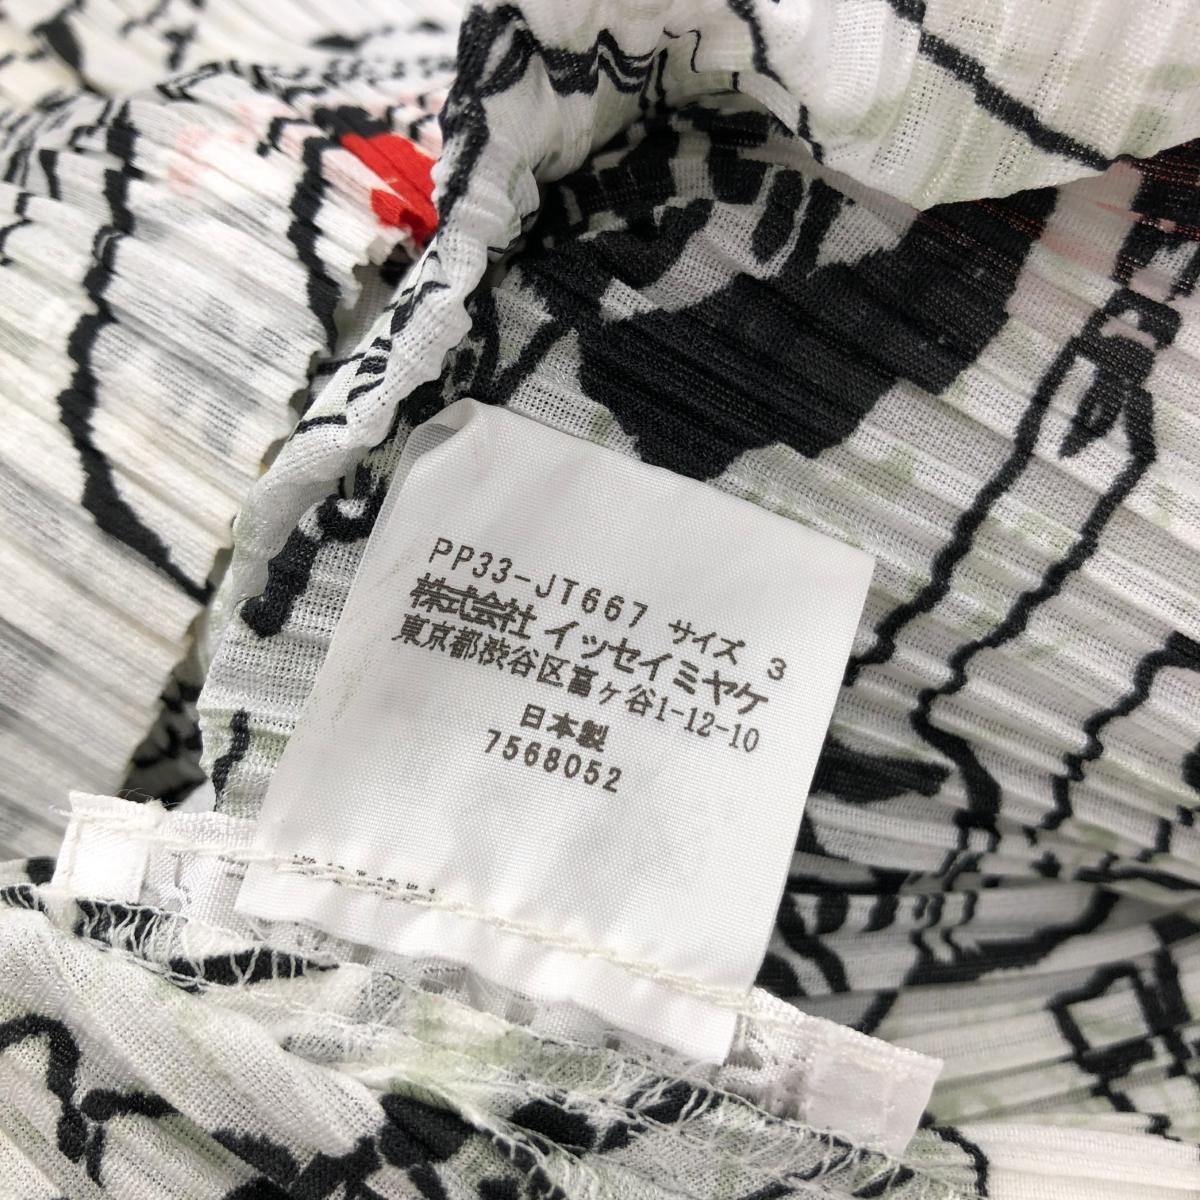 PP33-JT667 サイズ 3
株式会社 イッセイミヤケ
東京都渋谷区富ヶ谷1-12-10
日本製
7568052